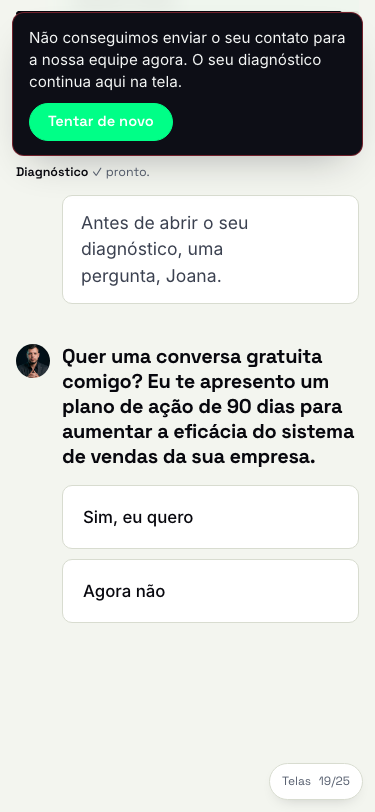 Não conseguimos enviar o seu contato para
a nossa equipe agora. O seu diagnóstico
continua aqui na tela.
Tentar de novo
Diagnóstico ✓ pronto.
Antes de abrir o seu
diagnóstico, uma
pergunta, Joana.
Quer uma conversa gratuita
comigo? Eu te apresento um
plano de ação de 90 dias para
aumentar a eficácia do sistema
de vendas da sua empresa.
Sim, eu quero
Agora não
Telas 19/25